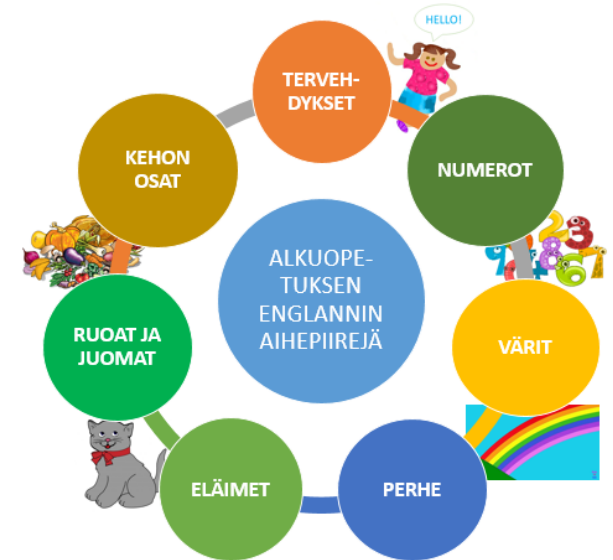 HELLO!
TERVEH-
DYKSET
KEHON
OSAT
NUMEROT
ALKUOPE-
TUKSEN
ENGLANNIN
AIHEPIIREJÄ
RUOAT JA
JUOMAT
VÄRIT
ELÄIMET
PERHE